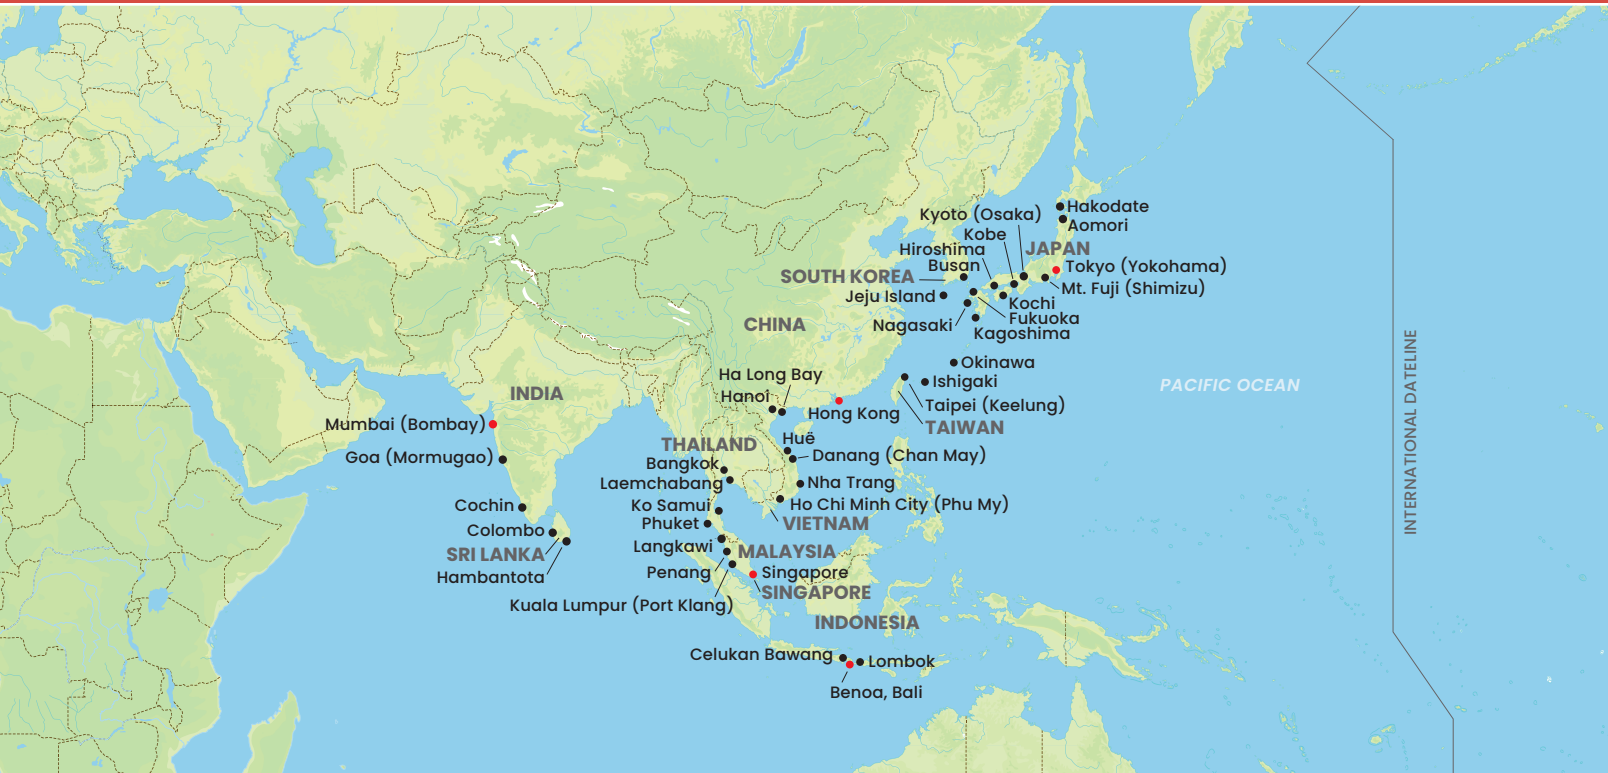 Hakodate
Kyoto (Osaka)
Aomori
Kobe
Hiroshima
JAPAN
Busan
Tokyo (Yokohama)
SOUTH KOREA
Mt. Fuji (Shimizu)
Jeju Island
Kochi
Fukuoka
CHINA
Nagasaki
Kagoshima
Okinawa
Ha Long Bay
Ishigaki
PACIFIC OCEAN
INDIA
Hanoi
Taipei (Keelung)
Hong Kong
Mumbai (Bombay)
TAIWAN
INTERNATIONAL DATELINE
Huë
THAILAND
Goa (Mormugao)
Danang (Chan May)
Bangkok
Laemchabang
Nha Trang
Cochin
Ko Samui
Ho Chi Minh City (Phu My)
Phuket
VIETNAM
Colombo
Langkawi
MALAYSIA
SRI LANKA
Penang
Singapore
Hambantota
SINGAPORE
Kuala Lumpur (Port Klang)
INDONESIA
Celukan Bawang
Lombok
Benoa, Bali